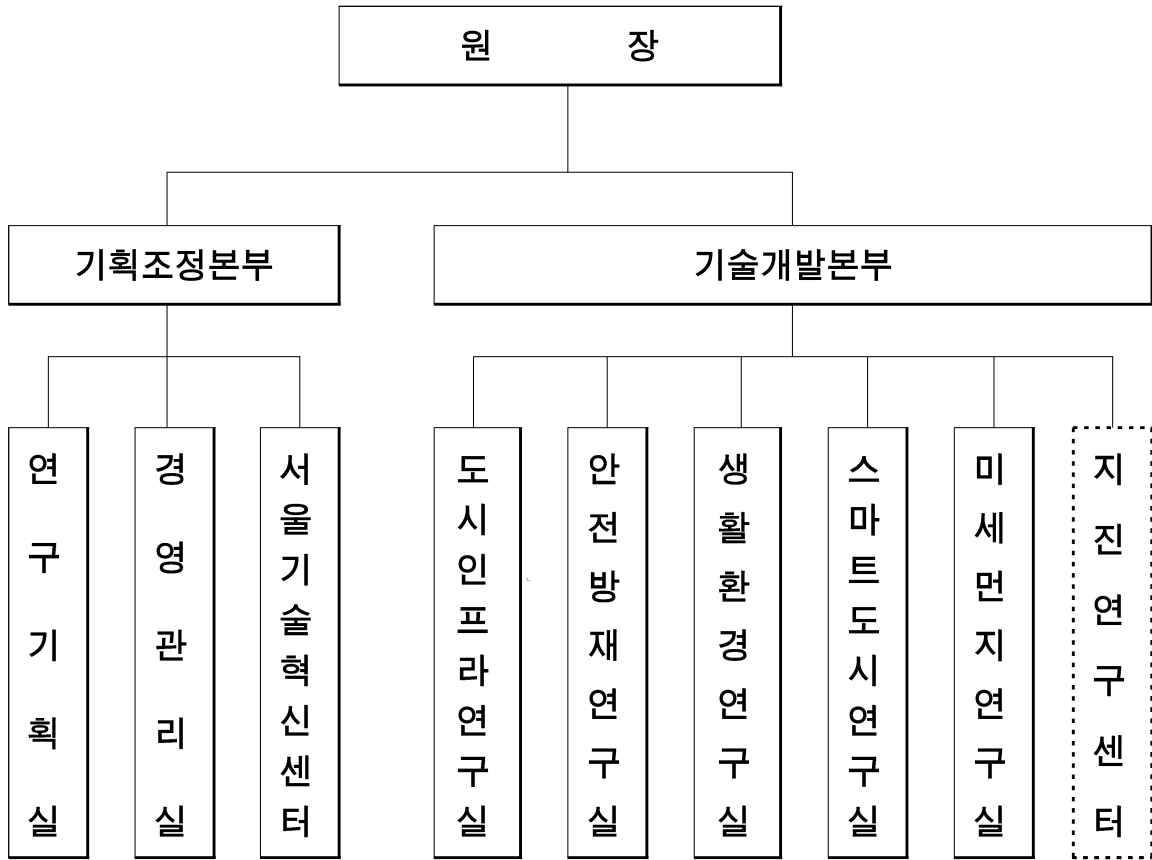 원 장
기획조정본부
기술개발본부
연구기획실
경영관리실
서울기술혁신센터
도시인프라연구실
안전방재연구실
생활환경연구실
스마트도시연구실
미세먼지연구실
지진연구센터